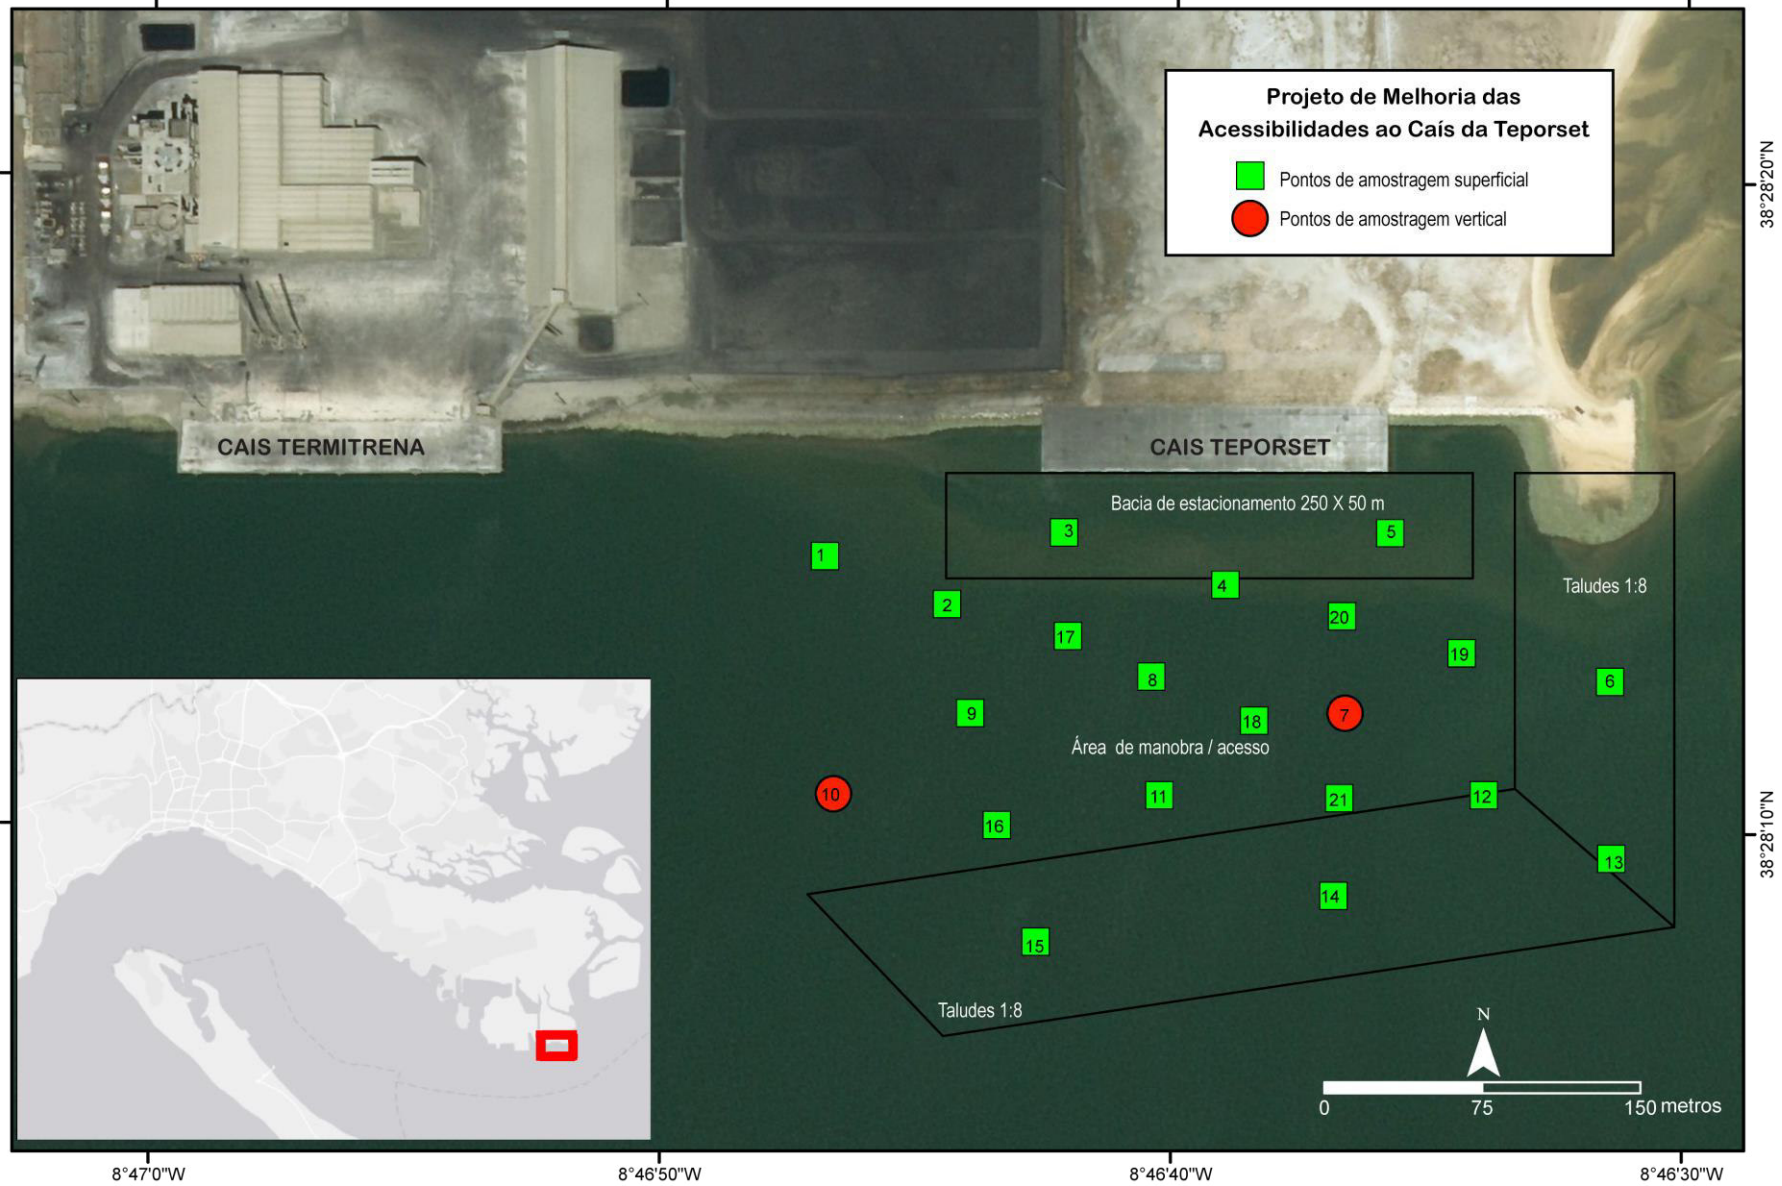 Projeto de Melhoria das
Acessibilidades ao Caís da Teporset
Pontos de amostragem superficial
Pontos de amostragem vertical
38°28'20"N
CAIS TERMITRENA
CAIS TEPORSET
Bacia de estacionamento 250 X 50 m
3
5
1
4
Taludes 1:8
2
20
17
19
8
6
9
18
7
Área de manobra / acesso
10
11
21
12
16
38°28'10"N
13
14
15
Taludes 1:8
N
0
75
150 metros
8°47'0"W
8°46'50"W
8°46'40"W
8°46'30"W